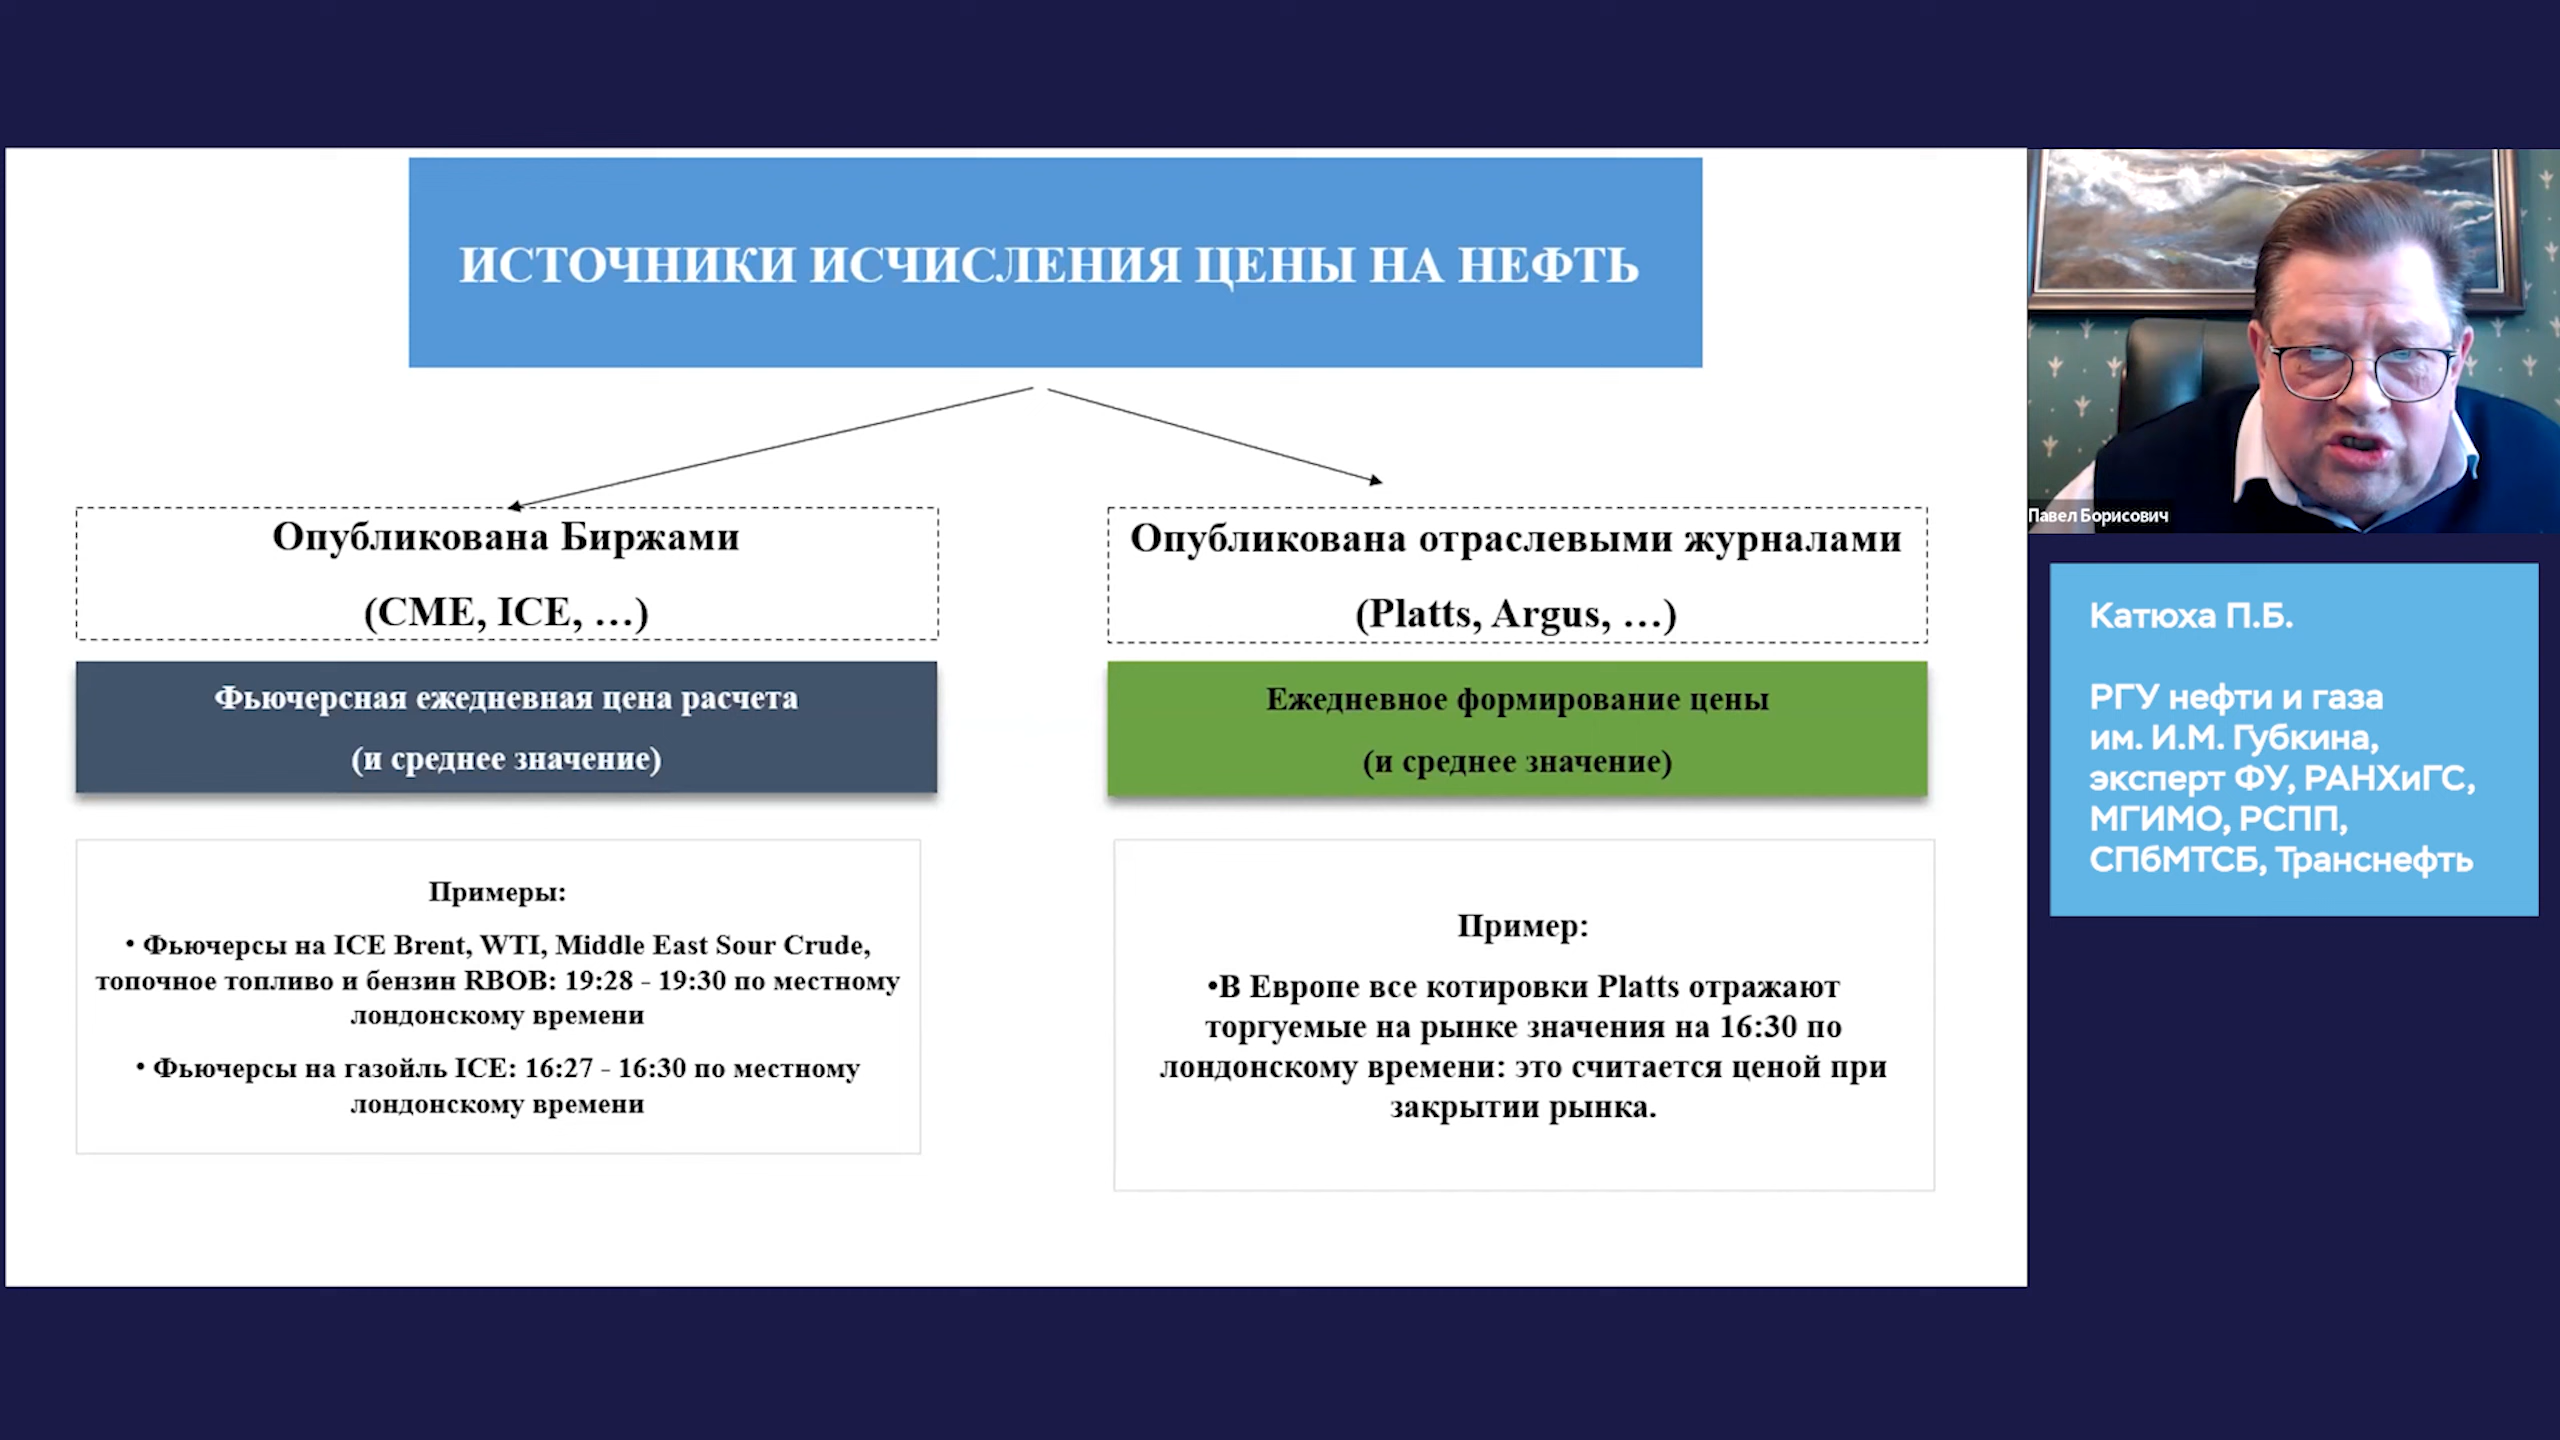 ИСТОЧНИКИ ИСЧИСЛЕНИЯ ЦЕНЫ НА НЕФТЬ
Опубликована Биржами
(CME, ICE, …)
Фьючерсная ежедневная цена расчета
(и среднее значение)
Примеры:
• Фьючерсы на ICE Brent, WTI, Middle East Sour Crude,
топочное топливо и бензин RBOB: 19:28 - 19:30 по местному
лондонскому времени
• Фьючерсы на газойль ICE: 16:27 - 16:30 по местному
лондонскому времени
Опубликована отраслевыми журналами
(Platts, Argus, …)
Ежедневное формирование цены
(и среднее значение)
Пример:
•В Европе все котировки Platts отражают
торгуемые на рынке значения на 16:30 по
лондонскому времени: это считается ценой при
закрытии рынка.
Павел Борисович
Катюха П.Б.
РГУ нефти и газа
им. И.М. Губкина,
эксперт ФУ, РАНХиГС,
МГИМО, РСПП,
СПбМТСБ, Транснефть